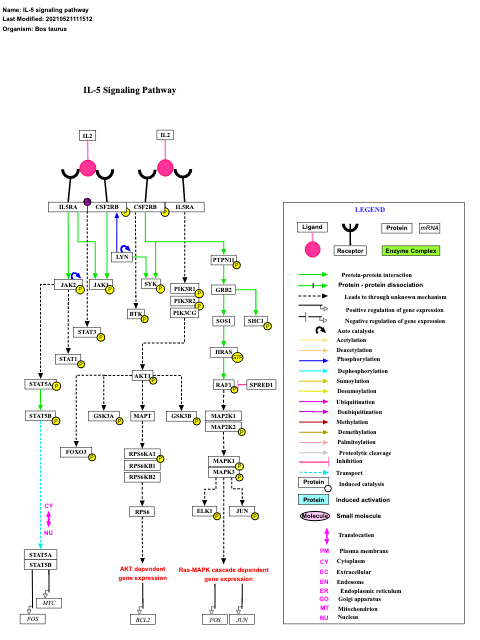 Name: IL-5 signaling pathway
Last Modified: 20210521111512
Organism: Bos taurus
IL-5 Signaling Pathway
IL2
IL2
IL5RA
CSF2RB
P
CSF2RB
P
IL5RA
LYN
PTPN11
P
JAK2
P
JAK1
P
SYK
P
PIK3R1
P
PIK3R2
P
PIK3CG
GRB2
BTK
P
SOS1
SHC1
P
STAT3
P
STAT1
P
HRAS
GTP
AKT1
P
RAF1
P
SPRED1
STAT5A
P
STAT5B
P
GSK3A
P
MAPT
GSK3B
P
MAP2K1
MAP2K2
P
FOXO3
P
RPS6KA1
P
RPS6KB1
RPS6KB2
MAPK1
P
MAPK3
P
RPS6
ELK1
P
JUN
P
CY
NU
STAT5A
STAT5B
AKT dependent
gene expression
Ras-MAPK cascade dependent
gene expression
MTC
FOS
BCL2
FOS
JUN
LEGEND
Ligand
Receptor
Protein
mRNA
Enzyme Complex
Protein-protein interaction
Protein - protein dissociation
Leads to through unknown mechanism
Positive regulation of gene expression
Negative regulation of gene expression
Auto catalysis
Acetylation
Deacetylation
Phosphorylation
Dephosphorylation
Sumoylation
Desumoylation
Ubiquitination
Deubiquitination
Methylation
Demethylation
Palmitoylation
Proteolytic cleavage
Inhibition
Transport
Protein
Induced catalysis
Protein
Induced activation
Molecule
Small molecule
Translocation
PM Plasma membrane
CY Cytoplasm
EC Extracellular
EN Endosome
ER Endoplasmic reticulum
GO Golgi apparatus
MT Mitochondrion
NU Nucleus